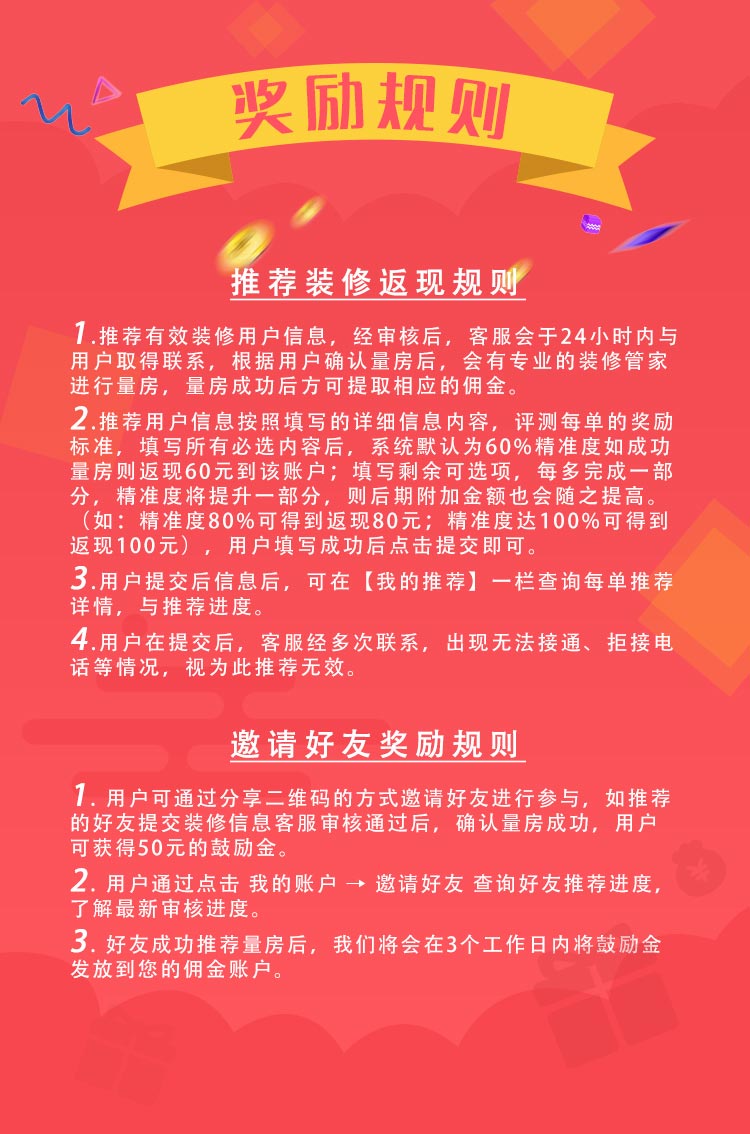 奖励规则
推荐装修返现规则
1.推荐有效装修用户信息，经审核后，客服会于24小时内与
用户取得联系，根据用户确认量房后，会有专业的装修管家
进行量房，量房成功后方可提取相应的佣金。
2.推荐用户信息按照填写的详细信息内容，评测每单的奖励
标准，填写所有必选内容后，系统默认为60%精准度如成功
量房则返现60元到该账户；填写剩余可选项，每多完成一部
分，精准度将提升一部分，则后期附加金额也会随之提高。
（如：精准度80%可得到返现80元；精准度达100%可得到
返现100元），用户填写成功后点击提交即可。
3.用户提交后信息后，可在【我的推荐】一栏查询每单推荐
详情，与推荐进度。
4.用户在提交后，客服经多次联系，出现无法接通、拒接电
话等情况，视为此推荐无效。
邀请好友奖励规则
1. 用户可通过分享二维码的方式邀请好友进行参与，如推荐
的好友提交装修信息客服审核通过后，确认量房成功，用户
可获得50元的鼓励金。
2. 用户通过点击 我的账户 → 邀请好友 查询好友推荐进度，
了解最新审核进度。
3. 好友成功推荐量房后，我们将会在3个工作日内将鼓励金
发放到您的佣金账户。